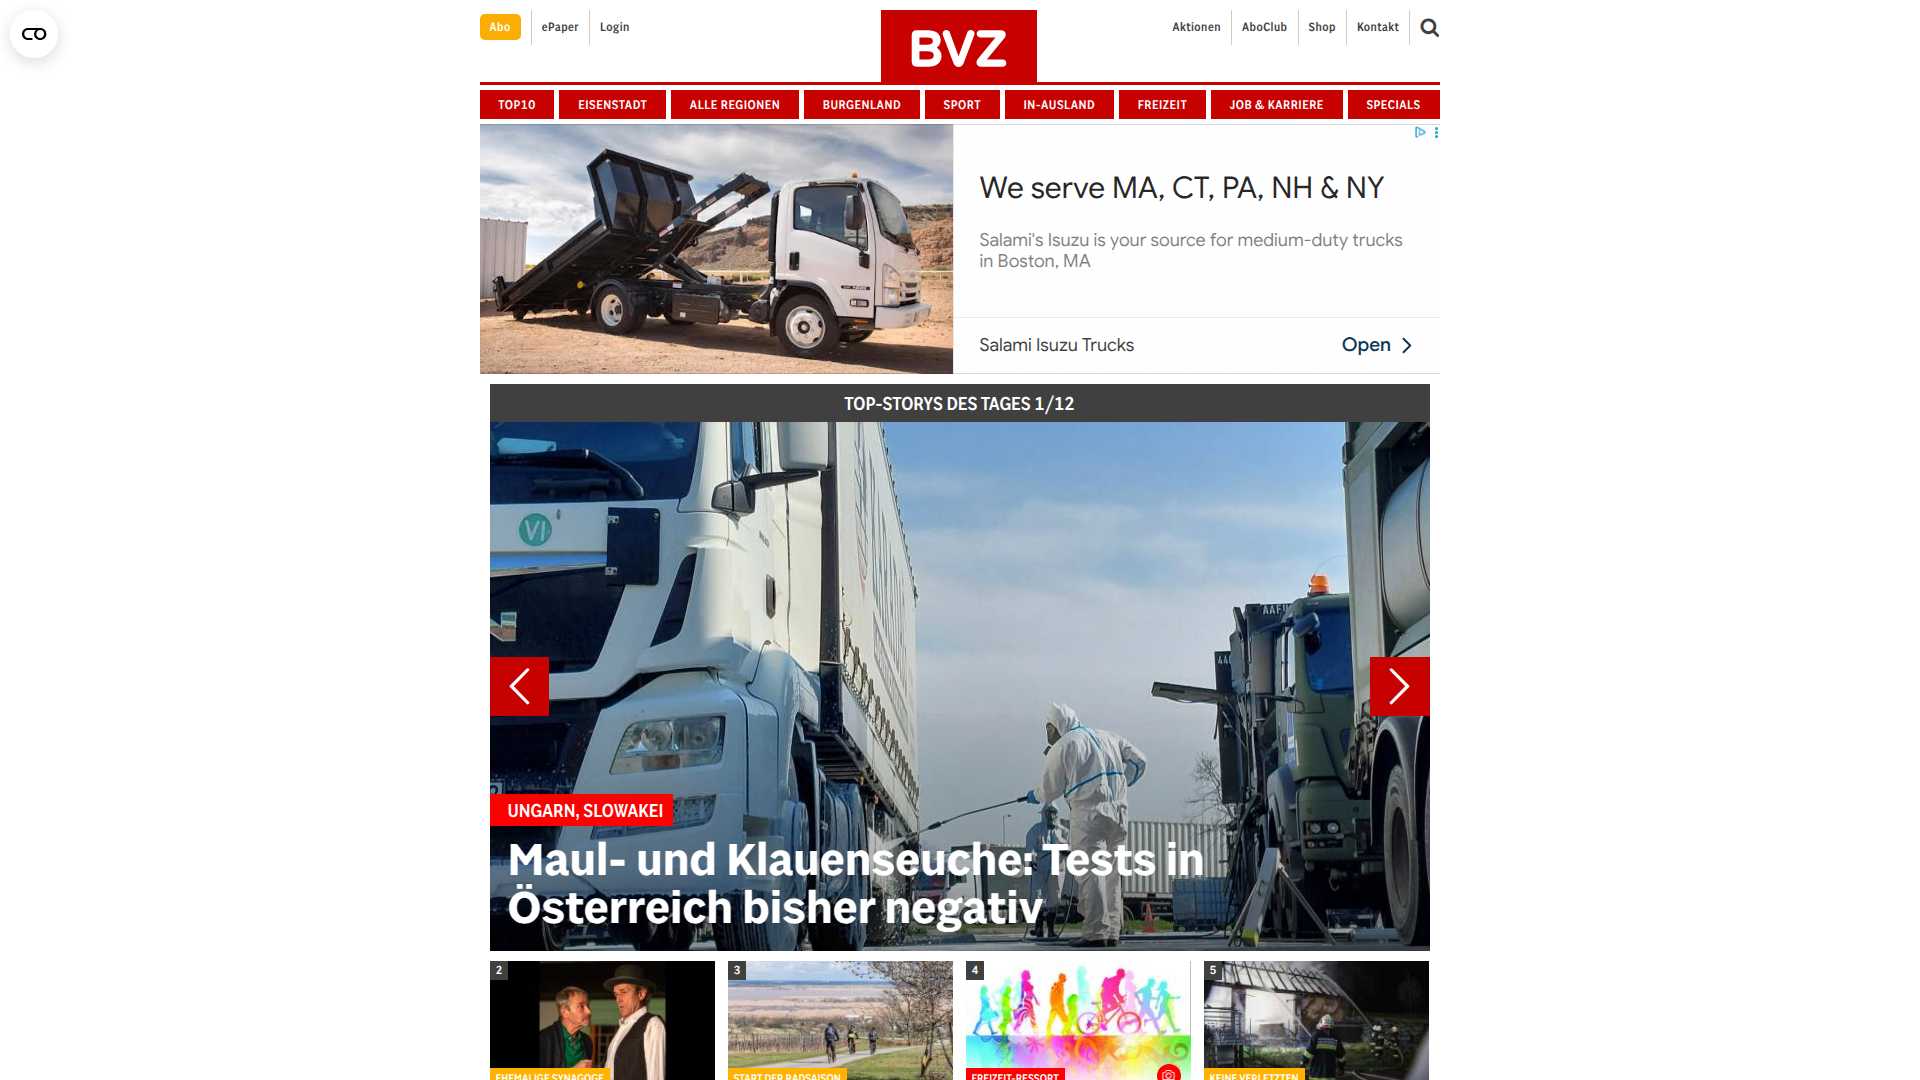 Abo
ePaper
Login
BVZ
Aktionen
AboClub
Shop
Kontakt
TOP10
EISENSTADT
ALLE REGIONEN
BURGENLAND
SPORT
IN-AUSLAND
FREIZEIT
JOB & KARRIERE
SPECIALS
We serve MA, CT, PA, NH & NY
Salami's Isuzu is your source for medium-duty trucks
in Boston, MA
Salami Isuzu Trucks
Open
TOP-STORYS DES TAGES 1/12
VI
UNGARN, SLOWAKEI
Maul- und Klauenseuche: Tests in
Österreich bisher negativ
2
3
4
5
EHEMALIGE SYNAGOGE
START DER RADSAISON
FREIZEIT-RESSORT
KEINE VERLETZTEN